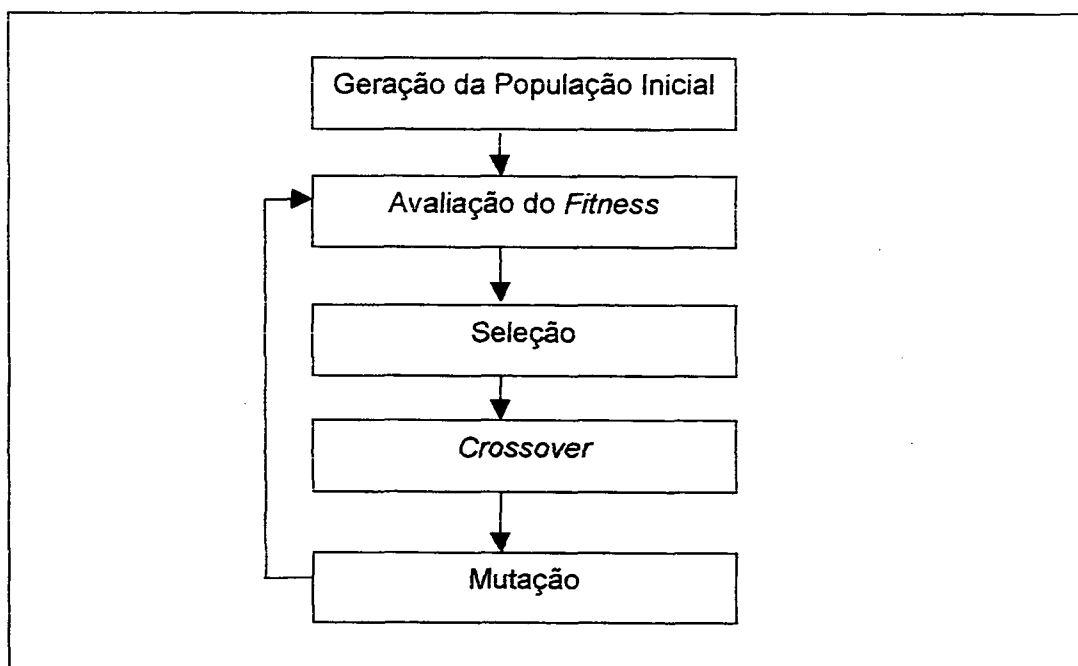 Geração da População Inicial
Avaliação do Fitness
Seleção
Crossover
Mutação